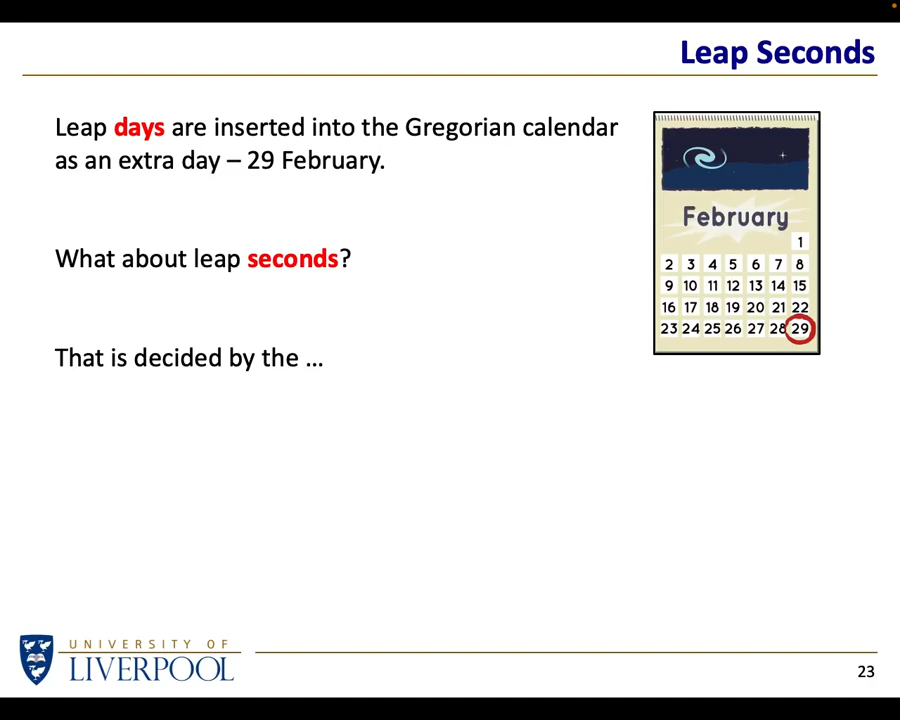 Leap Seconds
Leap days are inserted into the Gregorian calendar
as an extra day – 29 February.
What about leap seconds?
That is decided by the …
February
1
2 3 4 5 6 7 8
9 10 11 12 13 14 15
16 17 18 19 20 21 22
23 24 25 26 27 28 29
UNIVERSITY OF
LIVERPOOL
23